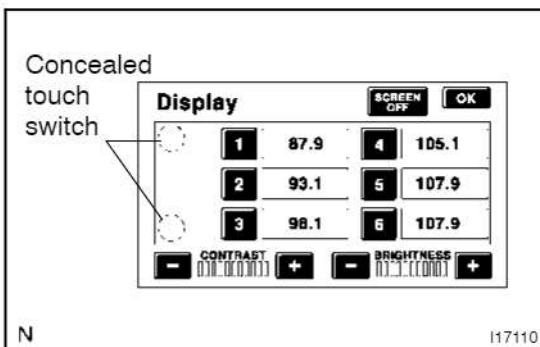 Concealed
touch
switch
Display
SCREEN
OFF
OK
1 87.9 4 105.1
2 93.1 5 107.9
3 98.1 6 107.9
- CONTRAST + - BRIGHTNESS +
N
I17110